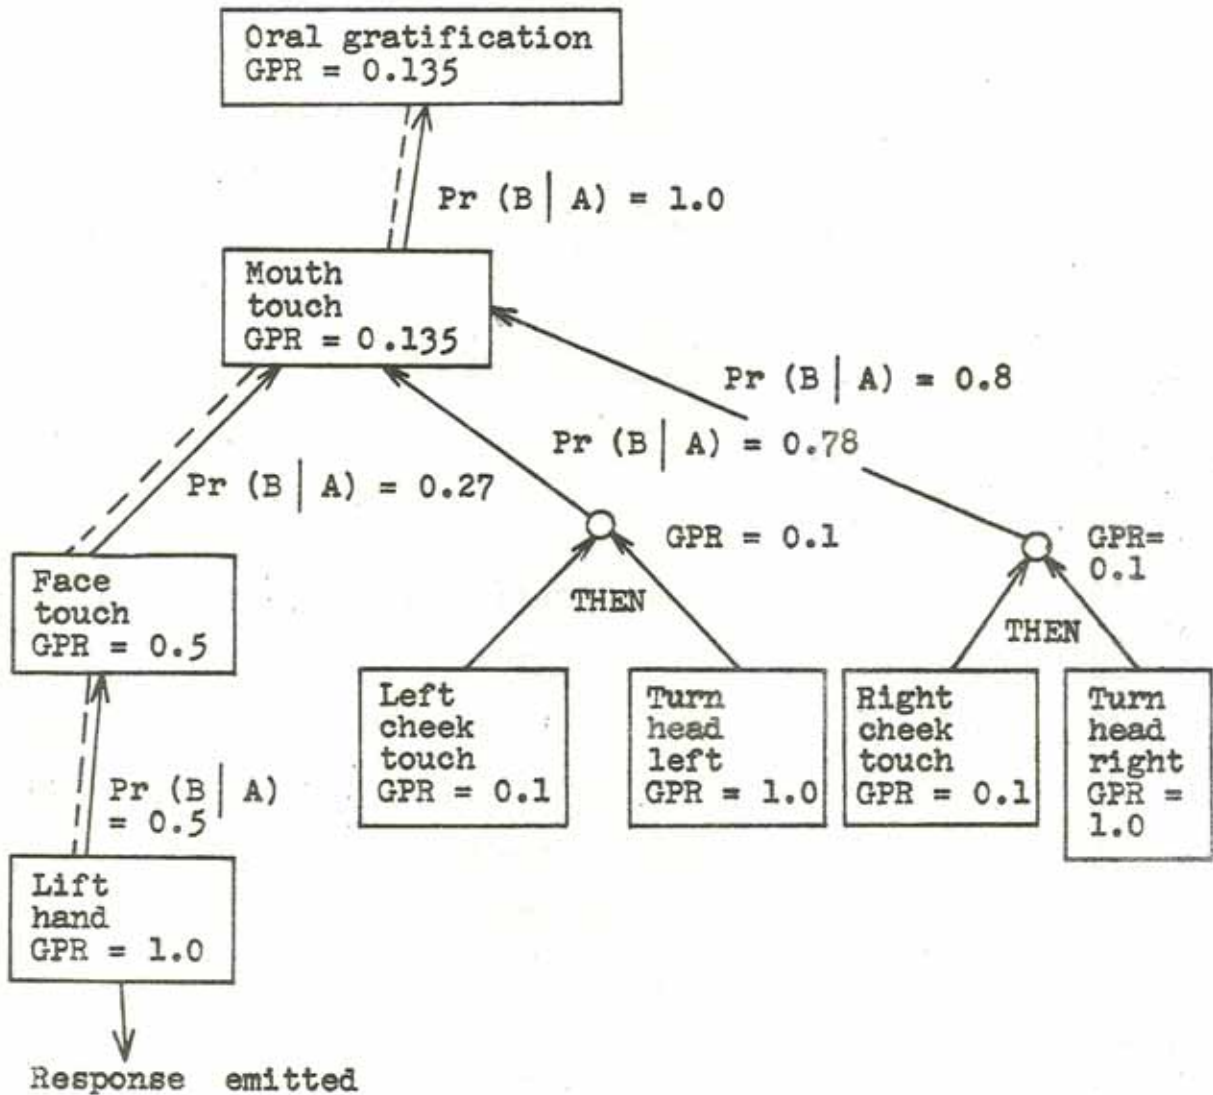 Oral gratification
GPR = 0.135
Pr (B | A) = 1.0
Mouth
touch
GPR = 0.135
Pr (B | A) = 0.8
Pr (B | A) = 0.78
Pr (B | A) = 0.27
GPR = 0.1
GPR=
0.1
THEN
THEN
Face
touch
GPR = 0.5
Left
cheek
touch
GPR = 0.1
Turn
head
left
GPR = 1.0
Right
cheek
touch
GPR = 0.1
Turn
head
right
GPR =
1.0
Pr (B | A)
= 0.5
Lift
hand
GPR = 1.0
Response emitted